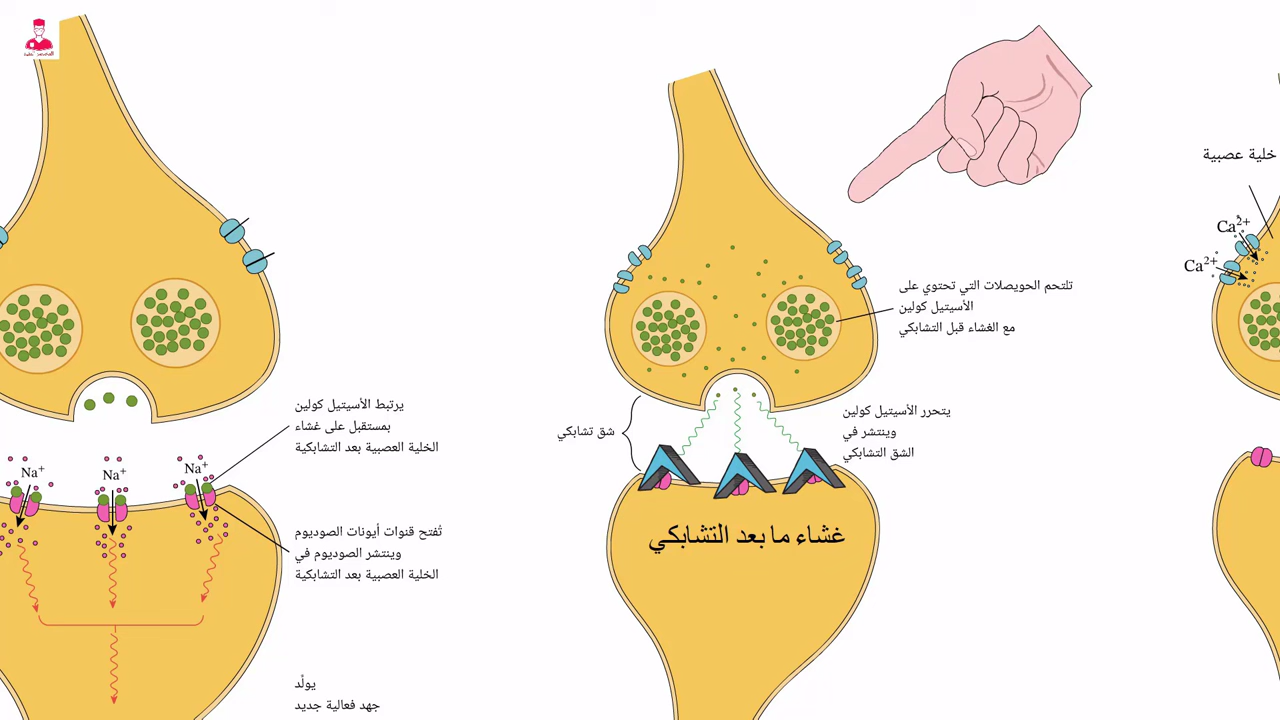 خلية عصبية
Ca²⁺
Ca²⁺
تلتحم الحويصلات التي تحتوي على
الأسيتيل كولين
مع الغشاء قبل التشابكي
يتحرر الأسيتيل كولين
وينتشر في
الشق التشابكي
شق تشابكي
غشاء ما بعد التشابكي
يرتبط الأسيتيل كولين
بمستقبل على غشاء
الخلية العصبية بعد التشابكية
Na⁺
Na⁺
Na⁺
تُفتح قنوات أيونات الصوديوم
وينتشر الصوديوم في
الخلية العصبية بعد التشابكية
يولِّد
جهد فعالية جديد